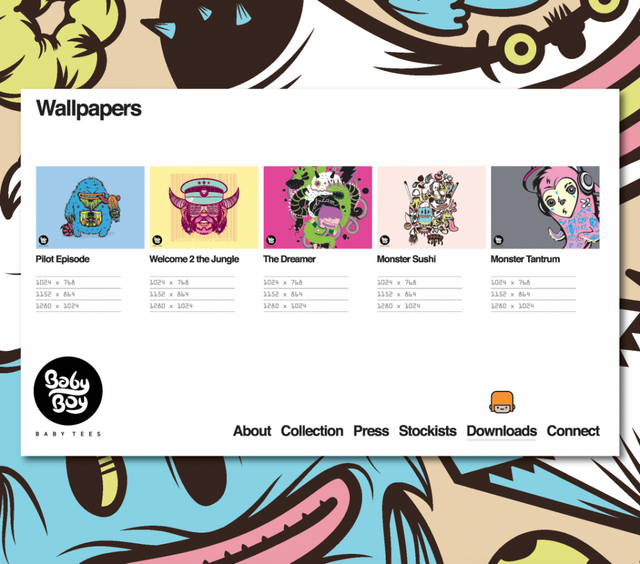 Wallpapers
Pilot Episode
Welcome 2 the Jungle
The Dreamer
Monster Sushi
Monster Tantrum
1024 x 768
1024 x 768
1024 x 768
1024 x 768
1024 x 768
1152 x 864
1152 x 864
1152 x 864
1152 x 864
1152 x 864
1280 x 1024
1280 x 1024
1280 x 1024
1280 x 1024
1280 x 1024
Baby
Boy
BABY TEES
About Collection Press Stockists Downloads Connect